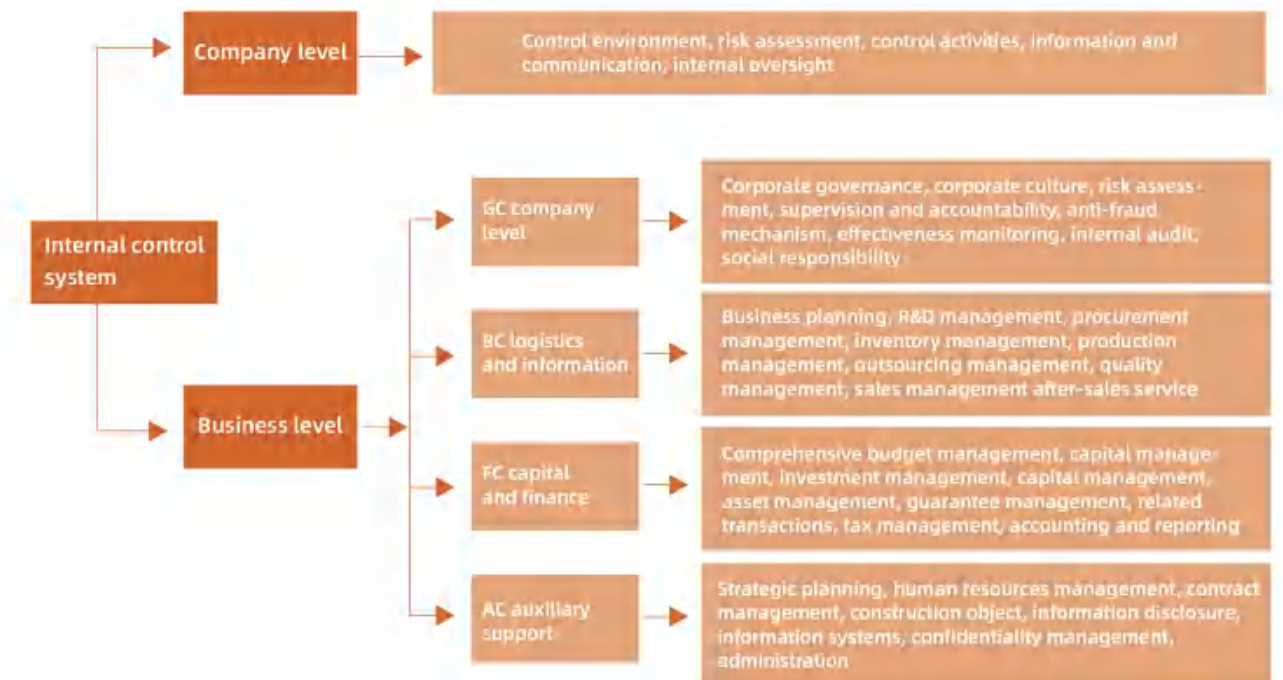 Company level
Control environment, risk assessment, control activities, information and
communication, internal oversight
Internal control
system
Business level
GC company
level
Corporate governance, corporate culture, risk assess-
ment, supervision and accountability, anti-fraud
mechanism, effectiveness monitoring, internal audit,
social responsibility
BC logistics
and information
Business planning, R&D management, procurement
management, inventory management, production
management, outsourcing management, quality
management, sales management after-sales service
FC capital
and finance
Comprehensive budget management, capital manage-
ment, investment management, capital management,
asset management, guarantee management, related
transactions, tax management, accounting and reporting
AC auxiliary
support
Strategic planning, human resources management, contract
management, construction object, information disclosure,
information systems, confidentiality management,
administration